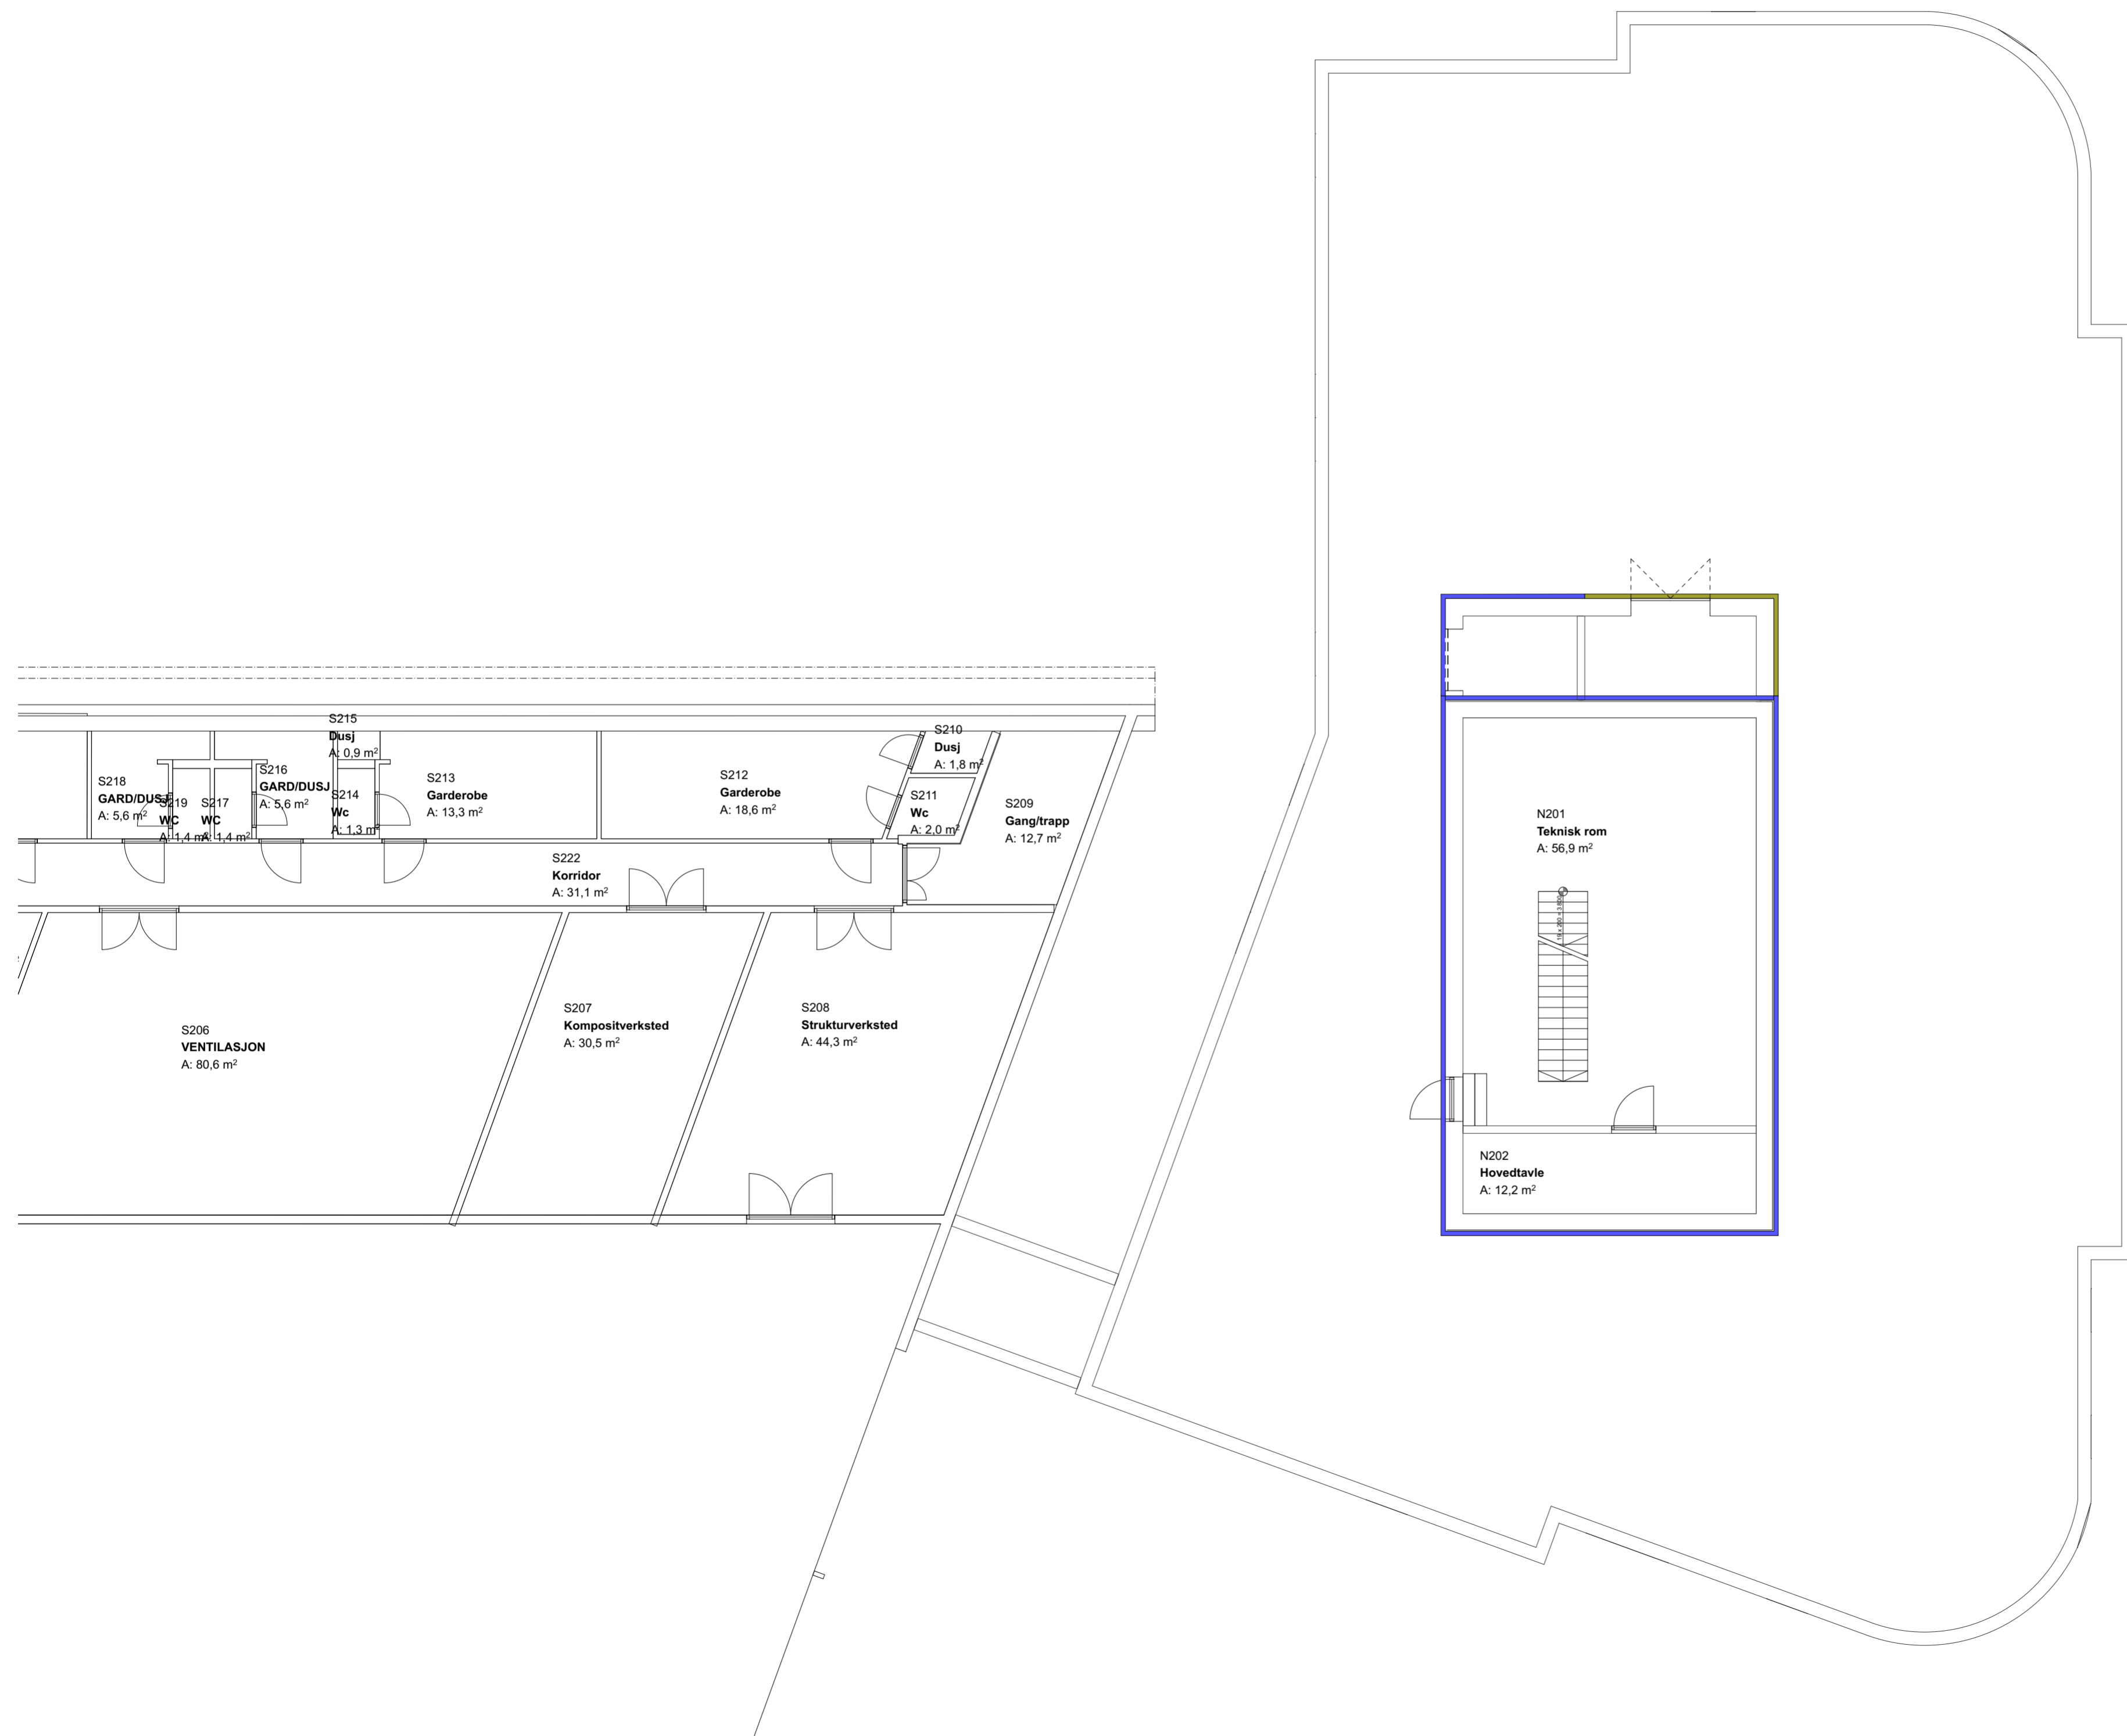 S215
Dusj
A: 0,9 m²
S210
Dusj
A: 1,8 m²
S218
GARD/DUSJ
A: 5,6 m²
S219
WC
A: 1,4 m²
S217
WC
A: 1,4 m²
S216
GARD/DUSJ
A: 5,6 m²
S214
Wc
A: 1,3 m²
S213
Garderobe
A: 13,3 m²
S212
Garderobe
A: 18,6 m²
S211
Wc
A: 2,0 m²
S209
Gang/trapp
A: 12,7 m²
S222
Korridor
A: 31,1 m²
S206
VENTILASJON
A: 80,6 m²
S207
Kompositverksted
A: 30,5 m²
S208
Strukturverksted
A: 44,3 m²
N201
Teknisk rom
A: 56,9 m²
N202
Hovedtavle
A: 12,2 m²